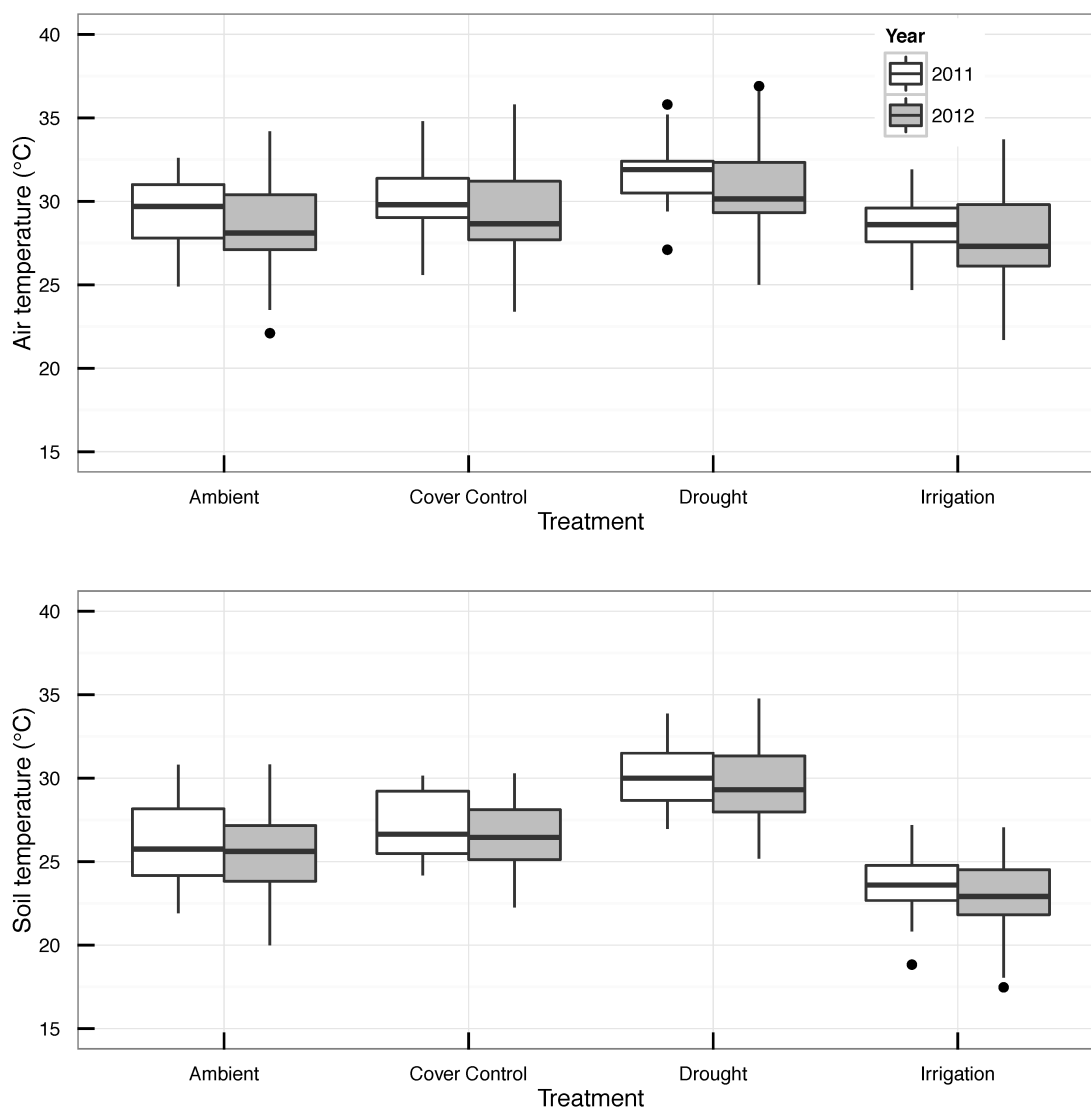 40
35
30
25
20
15
Air temperature (°C)
Year
2011
2012
Ambient Cover Control Drought Irrigation
Treatment
40
35
30
25
20
15
Soil temperature (°C)
Ambient Cover Control Drought Irrigation
Treatment